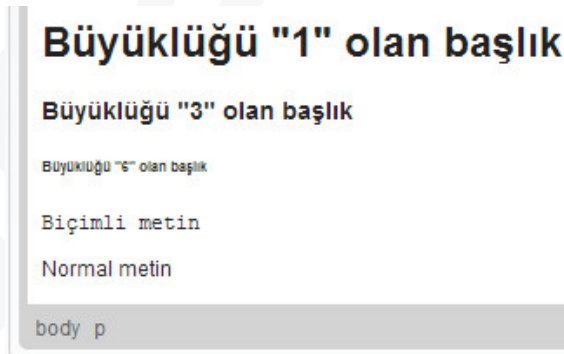 Büyüklüğü "1" olan başlık
Büyüklüğü "3" olan başlık
Büyüklüğü "6" olan başlık
Biçimli metin
Normal metin
body p